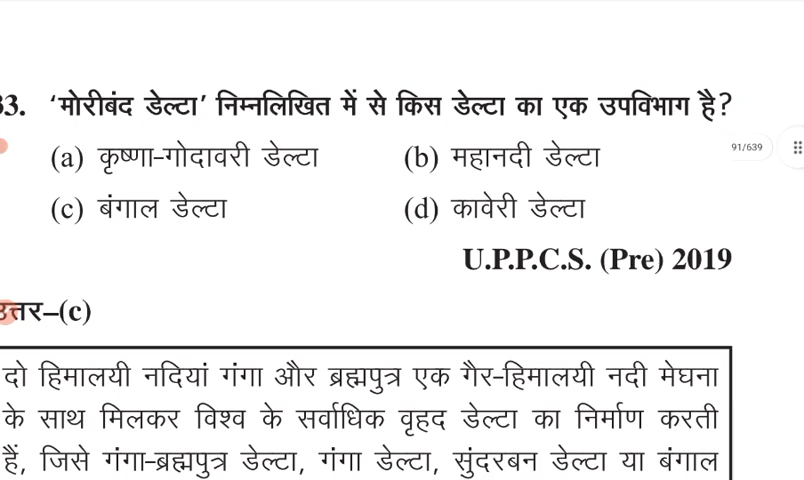 33. ‘मोरीबंद डेल्टा’ निम्नलिखित में से किस डेल्टा का एक उपविभाग है?
(a) कृष्णा-गोदावरी डेल्टा (b) महानदी डेल्टा
91/639
(c) बंगाल डेल्टा (d) कावेरी डेल्टा
U.P.P.C.S. (Pre) 2019
उत्तर–(c)
दो हिमालयी नदियां गंगा और ब्रह्मपुत्र एक गैर-हिमालयी नदी मेघना
के साथ मिलकर विश्व के सर्वाधिक वृहद डेल्टा का निर्माण करती
हैं, जिसे गंगा-ब्रह्मपुत्र डेल्टा, गंगा डेल्टा, सुंदरबन डेल्टा या बंगाल